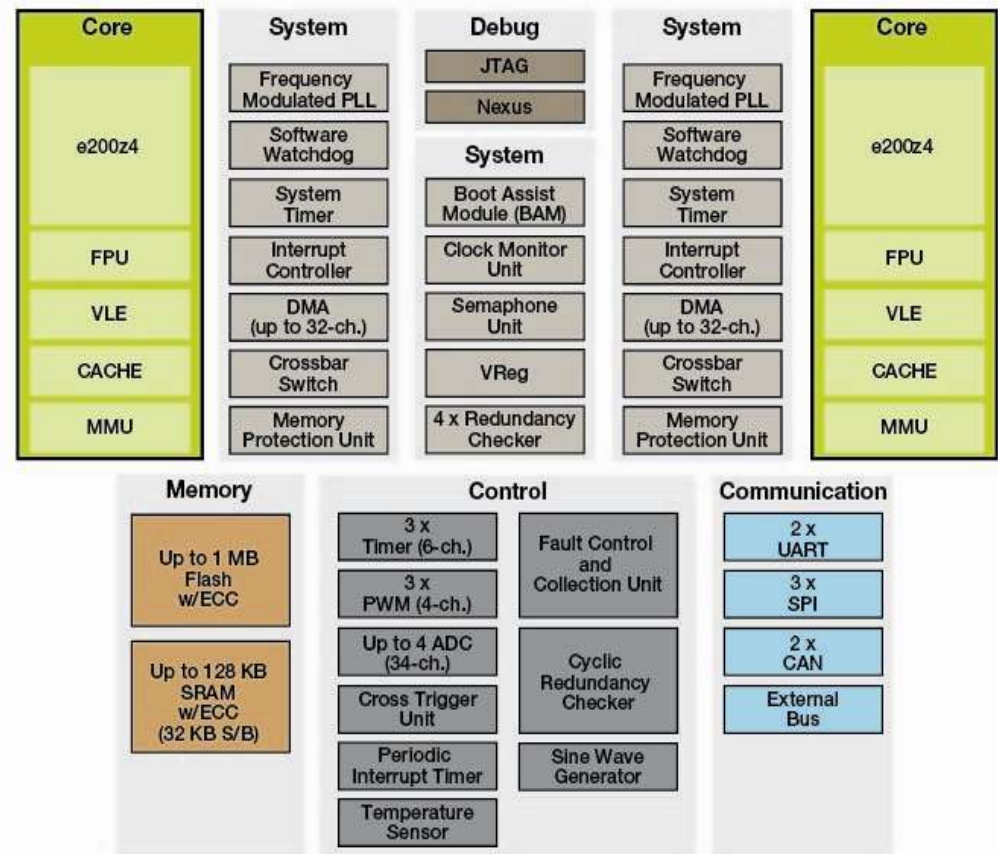 Core
e200z4
FPU
VLE
CACHE
MMU
System
Frequency
Modulated PLL
Software
Watchdog
System
Timer
Interrupt
Controller
DMA
(up to 32-ch.)
Crossbar
Switch
Memory
Protection Unit
Debug
JTAG
Nexus
System
Boot Assist
Module (BAM)
Clock Monitor
Unit
Semaphone
Unit
VReg
4 x Redundancy
Checker
System
Frequency
Modulated PLL
Software
Watchdog
System
Timer
Interrupt
Controller
DMA
(up to 32-ch.)
Crossbar
Switch
Memory
Protection Unit
Core
e200z4
FPU
VLE
CACHE
MMU
Memory
Up to 1 MB
Flash
w/ECC
Up to 128 KB
SRAM
w/ECC
(32 KB S/B)
Control
3 x
Timer (6-ch.)
3 x
PWM (4-ch.)
Up to 4 ADC
(34-ch.)
Cross Trigger
Unit
Periodic
Interrupt Timer
Temperature
Sensor
Fault Control
and
Collection Unit
Cyclic
Redundancy
Checker
Sine Wave
Generator
Communication
2 x
UART
3 x
SPI
2 x
CAN
External
Bus